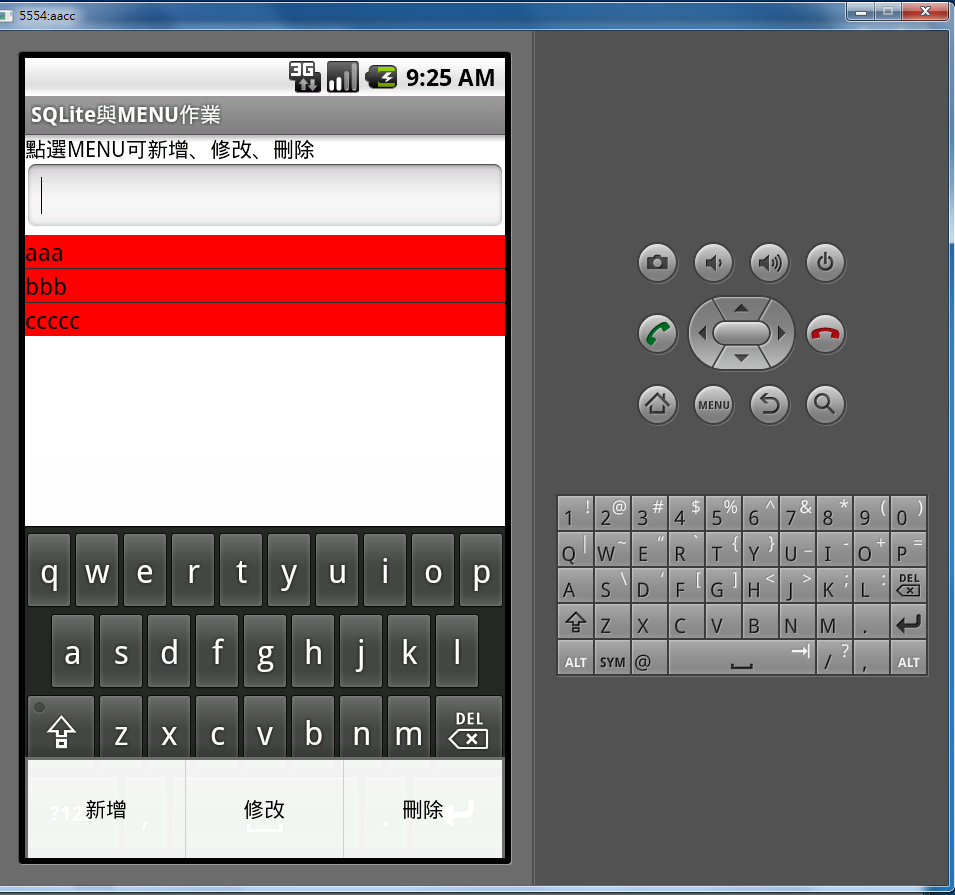 5554:aacc
3G 9:25 AM
SQLite與MENU作業
點選MENU可新增、修改、刪除
aaa
bbb
ccccc
q w e r t y u i o p
a s d f g h j k l
z x c v b n m DEL
?12 , .
新增 修改 刪除
MENU
1 ! 2 @ 3 # 4 $ 5 % 6 ^ 7 & 8 * 9 ( 0 )
Q | W ~ E “ R ` T { Y } U _ I - O + P =
A S \ D ‘ F [ G ] H < J > K ; L : DEL
Z X C V B N M .
ALT SYM @ / ? , ALT